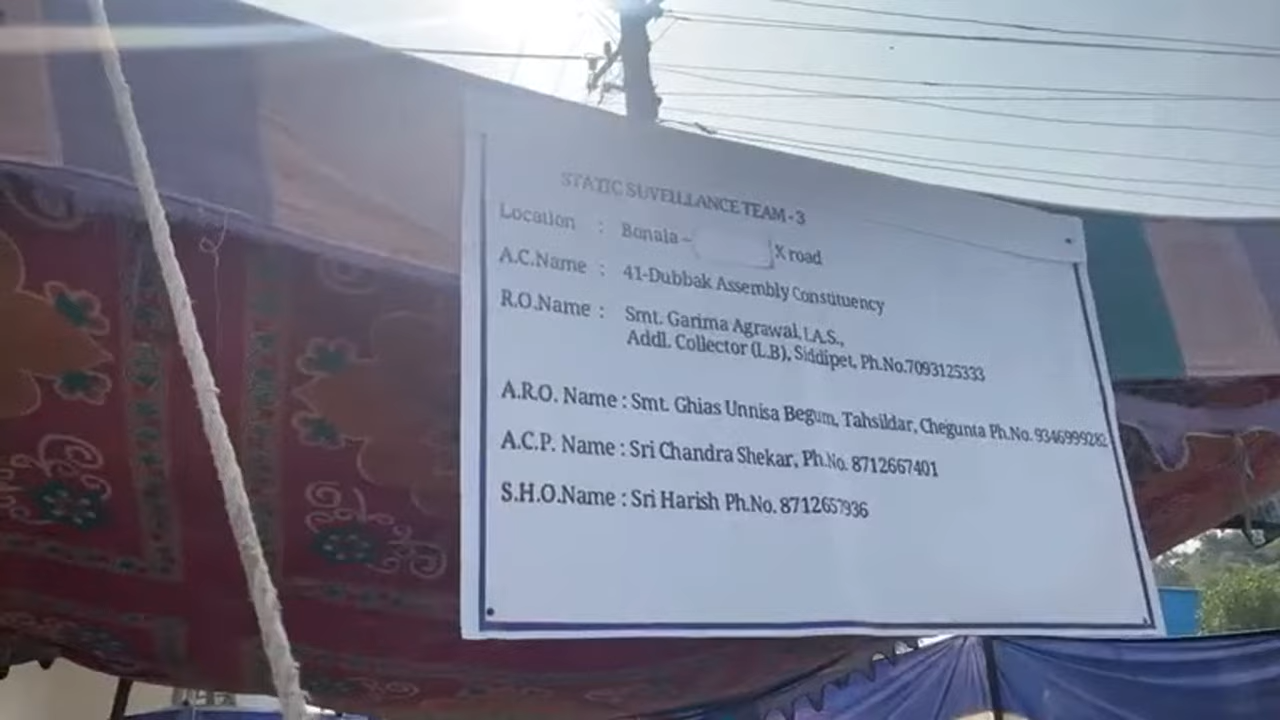 STATIC SUVEILLANCE TEAM - 3
Location : Bonala - X road
A.C.Name : 41-Dubbak Assembly Constituency
R.O.Name : Smt. Garima Agrawal, I.A.S.,
Addl. Collector (L.B), Siddipet, Ph.No.7093125333
A.R.O. Name : Smt. Ghias Unnisa Begum, Tahsildar, Chegunta Ph.No. 9346999282
A.C.P. Name : Sri Chandra Shekar, Ph.No. 8712667401
S.H.O.Name : Sri Harish Ph.No. 8712657936